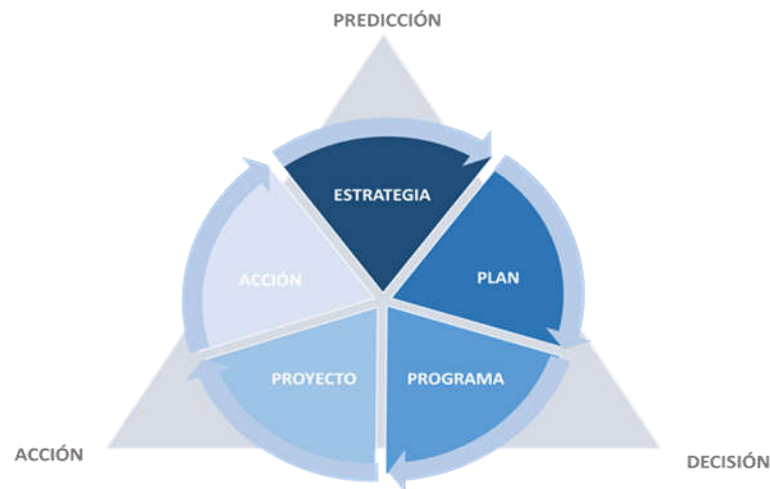 PREDICCIÓN
ESTRATEGIA
ACCIÓN
PLAN
PROYECTO
PROGRAMA
ACCIÓN
DECISIÓN